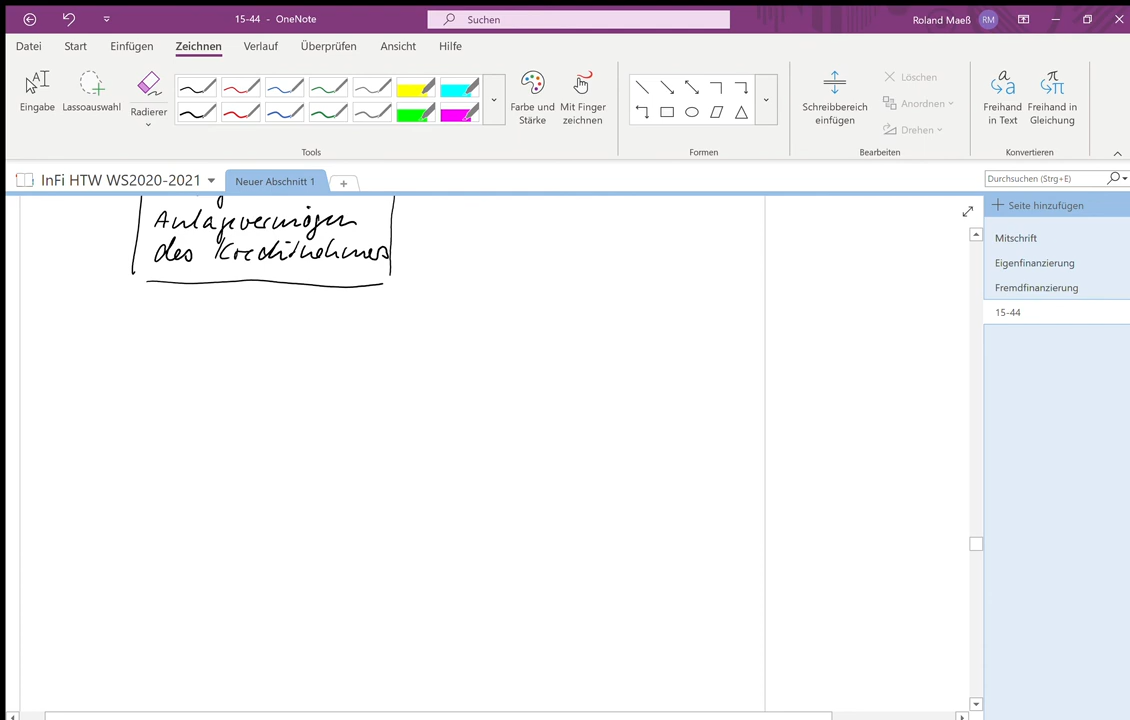 15-44 - OneNote
Suchen
Roland Maeß
RM
Datei Start Einfügen Zeichnen Verlauf Überprüfen Ansicht Hilfe
Eingabe
Lassoauswahl
Radierer
Farbe und
Stärke
Mit Finger
zeichnen
Tools
Formen
Schreibbereich
einfügen
Löschen
Anordnen
Drehen
Bearbeiten
Freihand
in Text
Freihand in
Gleichung
Konvertieren
InFi HTW WS2020-2021
Neuer Abschnitt 1
Durchsuchen (Strg+E)
Seite hinzufügen
Mitschrift
Eigenfinanzierung
Fremdfinanzierung
15-44
Anlagevermögen
des Kreditnehmers